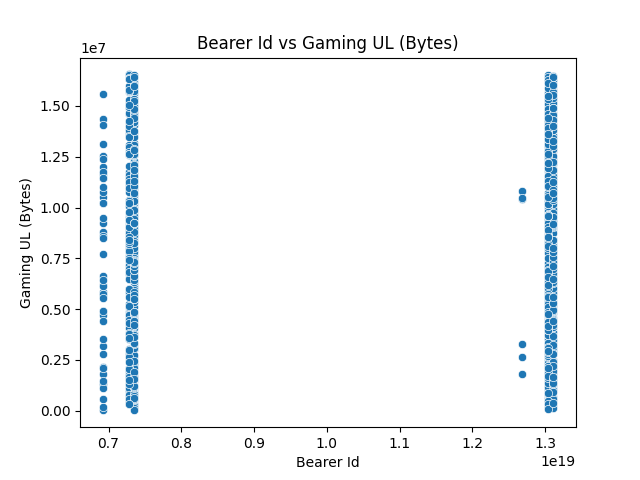 Bearer Id vs Gaming UL (Bytes)
1e7
1.50
1.25
1.00
0.75
0.50
0.25
0.00
Gaming UL (Bytes)
0.7 0.8 0.9 1.0 1.1 1.2 1.3
1e19
Bearer Id